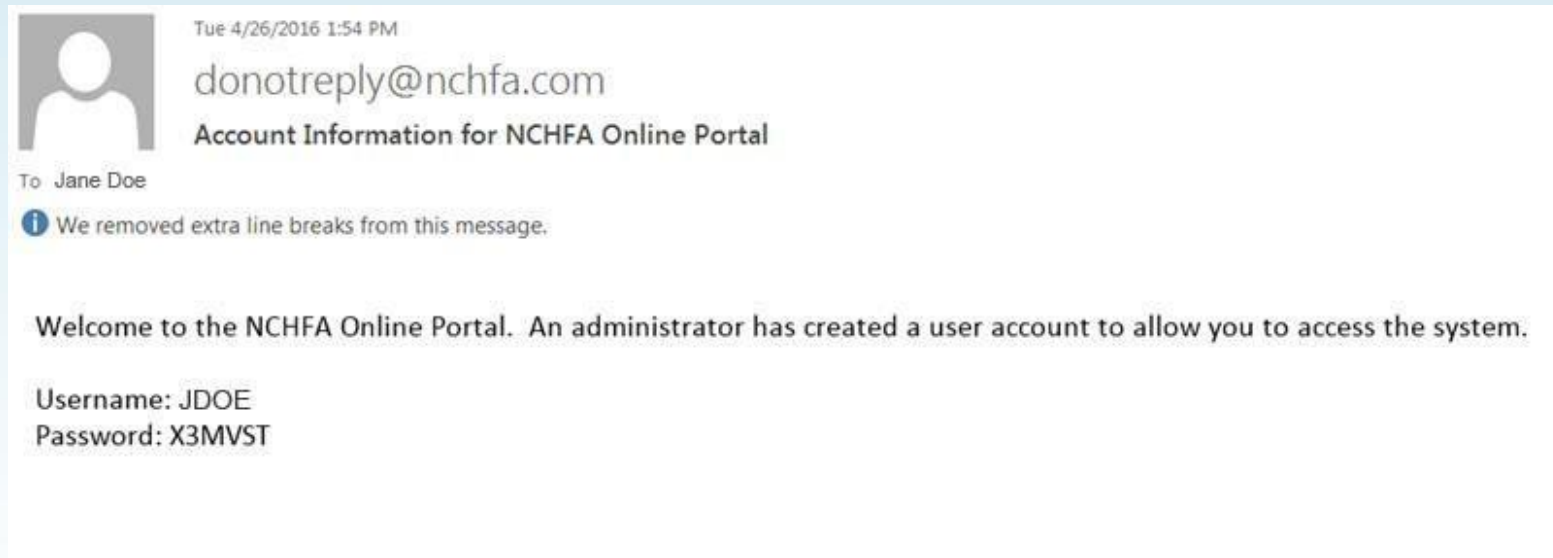 Tue 4/26/2016 1:54 PM
donotreply@nchfa.com
Account Information for NCHFA Online Portal
To Jane Doe
We removed extra line breaks from this message.
Welcome to the NCHFA Online Portal.  An administrator has created a user account to allow you to access the system.
Username: JDOE
Password: X3MVST